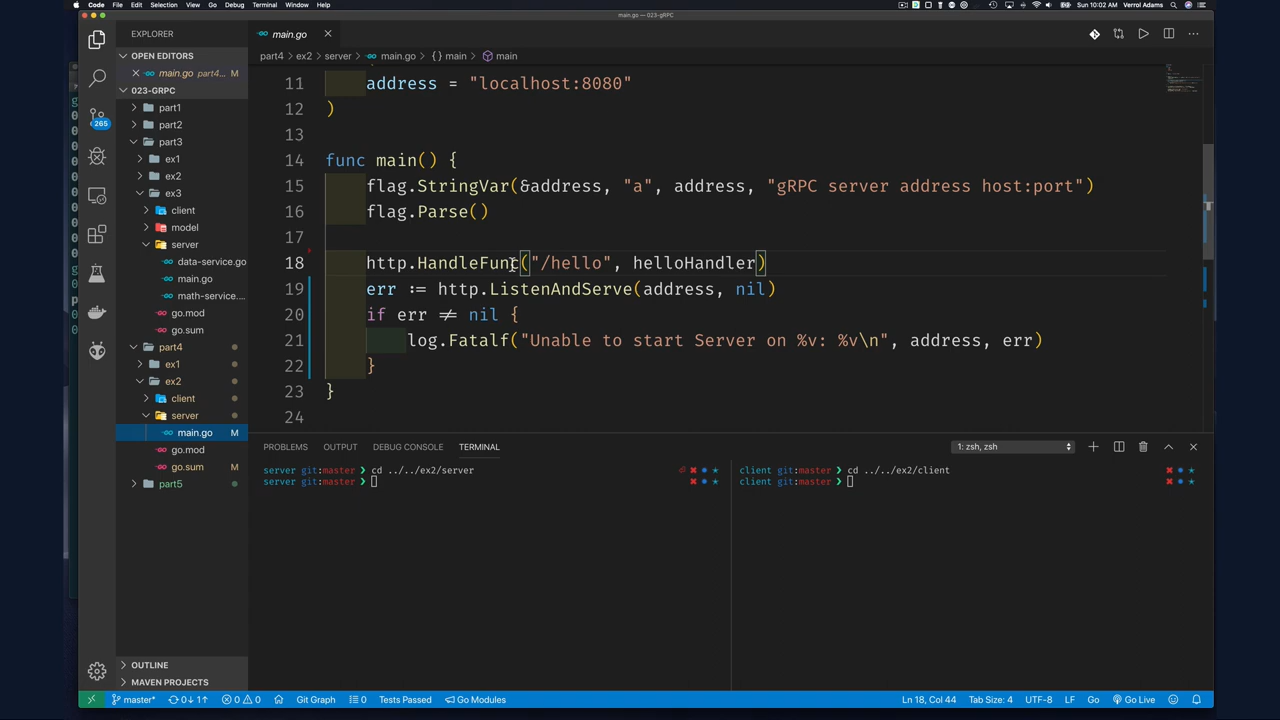 Code File Edit Selection View Go Debug Terminal Window Help
Sun 10:02 AM Verrol Adams
main.go — 023-gRPC
EXPLORER
OPEN EDITORS
main.go part4... M
023-GRPC
part1
part2
part3
ex1
ex2
ex3
client
model
server
data-service.go
main.go
math-service....
go.mod
go.sum
part4
ex1
ex2
client
server
main.go M
go.mod
go.sum M
part5
OUTLINE
MAVEN PROJECTS
265
main.go
part4 > ex2 > server > main.go > {} main > main
11 address = "localhost:8080"
12 )
13
14 func main() {
15 flag.StringVar(&address, "a", address, "gRPC server address host:port")
16 flag.Parse()
17
18 http.HandleFunc("/hello", helloHandler)
19 err := http.ListenAndServe(address, nil)
20 if err ≠ nil {
21 log.Fatalf("Unable to start Server on %v: %v\n", address, err)
22 }
23 }
24
PROBLEMS OUTPUT DEBUG CONSOLE TERMINAL 1: zsh, zsh
server git:master ❯ cd ../../ex2/server
server git:master ❯
client git:master ❯ cd ../../ex2/client
client git:master ❯
master* 0↓ 1↑ 0 0 Git Graph 0 Tests Passed Go Modules Ln 18, Col 44 Tab Size: 4 UTF-8 LF Go Go Live